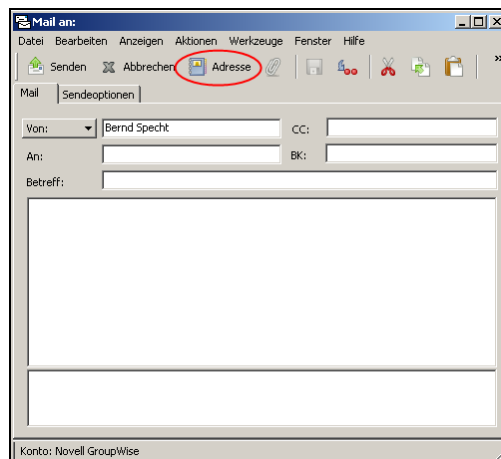 Mail an:
Datei Bearbeiten Anzeigen Aktionen Werkzeuge Fenster Hilfe
Senden Abbrechen Adresse »
Mail Sendeoptionen
Von: Bernd Specht CC:
An: BK:
Betreff:
Konto: Novell GroupWise